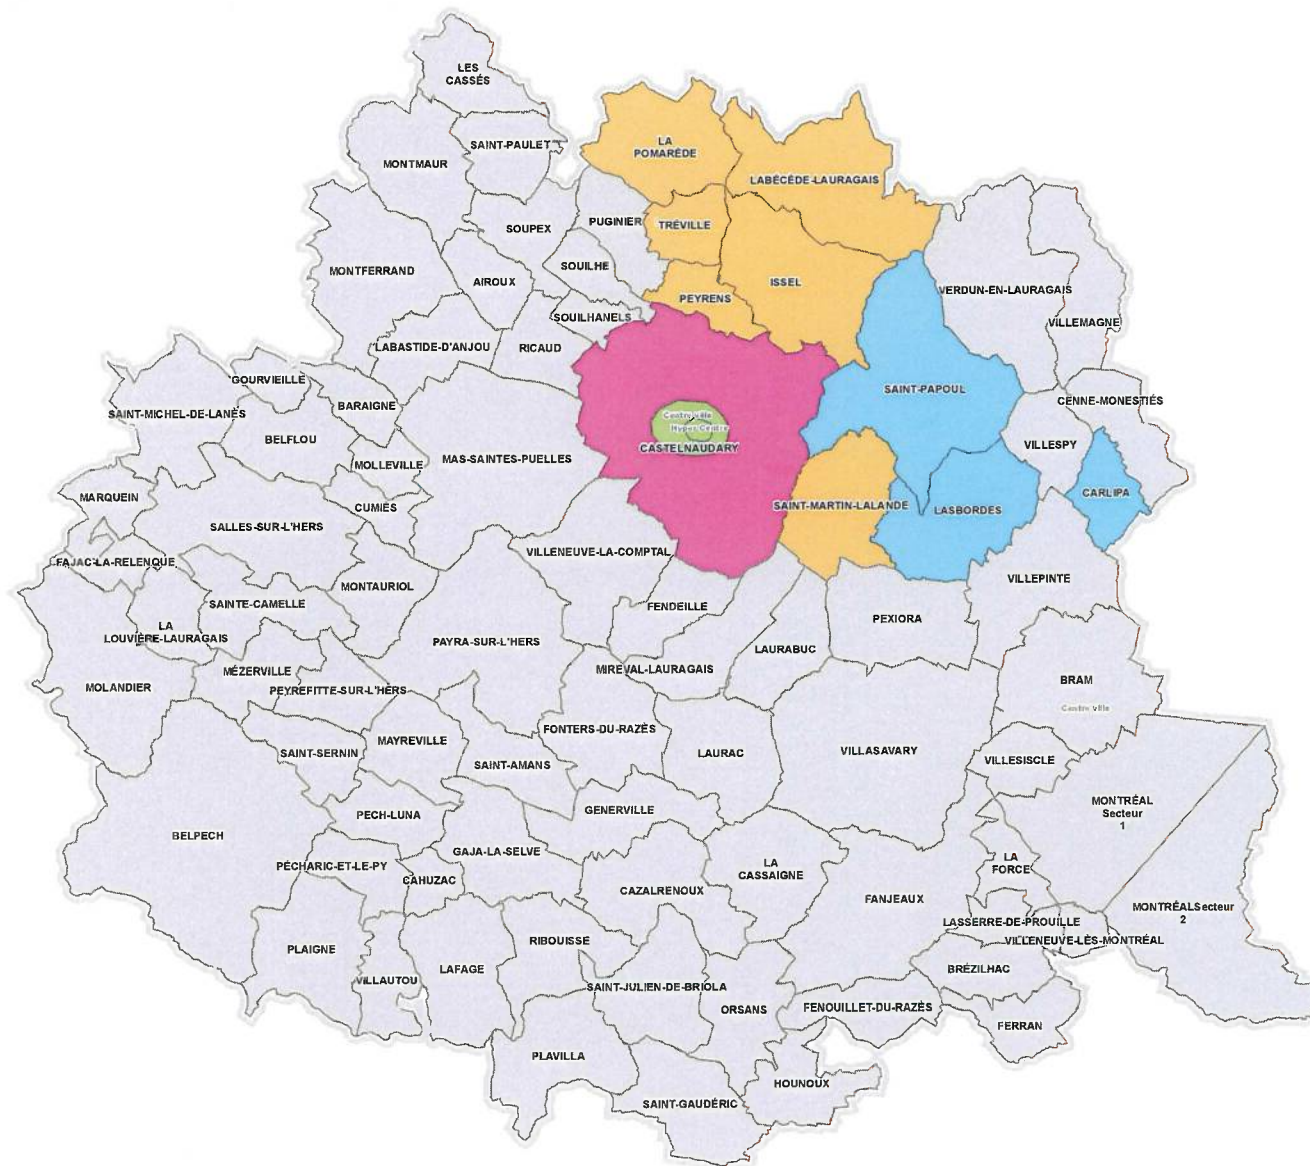 LES
CASSÉS
SAINT-PAULET
MONTMAUR
LA
POMARÈDE
LABÉCÈDE-LAURAGAIS
PUGINIER
TRÉVILLE
SOUPEX
SOUILHE
MONTFERRAND
AIROUX
ISSEL
PEYRENS
VERDUN-EN-LAURAGAIS
VILLEMAGNE
SOUILHANELS
LABASTIDE-D'ANJOU
RICAUD
GOURVIEILLE
BARAIGNE
SAINT-MICHEL-DE-LANÈS
BELFLOU
MOLLEVILLE
MAS-SAINTES-PUELLES
Centre ville
Hyper Centre
CASTELNAUDARY
SAINT-PAPOUL
CENNE-MONESTIÉS
VILLESPY
CARLIPA
MARQUEIN
CUMIÈS
SALLES-SUR-L'HERS
SAINT-MARTIN-LALANDE
LASBORDES
FAJAC-LA-RELENQUE
VILLENEUVE-LA-COMPTAL
MONTAURIOL
VILLEPINTE
SAINTE-CAMELLE
FENDEILLE
LA
LOUVIÈRE-LAURAGAIS
PAYRA-SUR-L'HERS
PEXIORA
LAURABUC
MÉZERVILLE
MIREVAL-LAURAGAIS
MOLANDIER
PEYREFITTE-SUR-L'HERS
BRAM
Centre ville
SAINT-SERNIN
MAYREVILLE
FONTERS-DU-RAZÈS
SAINT-AMANS
LAURAC
VILLASAVARY
VILLESISCLE
MONTRÉAL
Secteur
1
PECH-LUNA
GENERVILLE
BELPECH
GAJA-LA-SELVE
PÉCHARIC-ET-LE-PY
CAHUZAC
CAZALRENOUX
LA
CASSAIGNE
LA
FORCE
FANJEAUX
MONTRÉALSecteur
2
LASSERRE-DE-PROUILLE
VILLENEUVE-LÈS-MONTRÉAL
PLAIGNE
RIBOUISSE
VILLAUTOU
LAFAGE
BRÉZILHAC
SAINT-JULIEN-DE-BRIOLA
ORSANS
FENOUILLET-DU-RAZÈS
FERRAN
PLAVILLA
HOUNOUX
SAINT-GAUDÉRIC